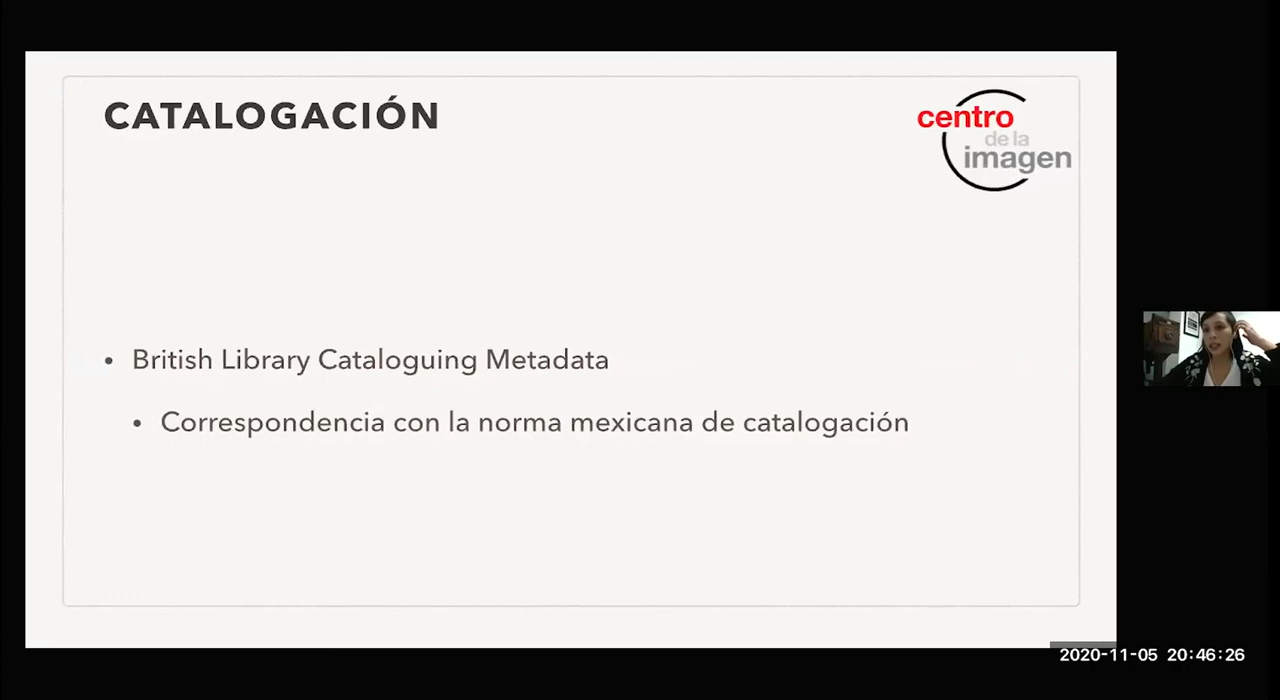 CATALOGACIÓN
centro
de la
imagen
• British Library Cataloguing Metadata
• Correspondencia con la norma mexicana de catalogación
2020-11-05 20:46:26